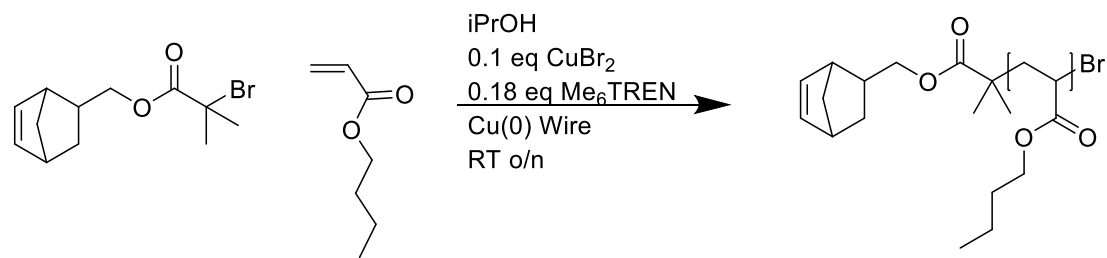 iPrOH
0.1 eq CuBr₂
0.18 eq Me₆TREN
Cu(0) Wire
RT o/n
O
O
Br
O
O
O
O
Br
O
O